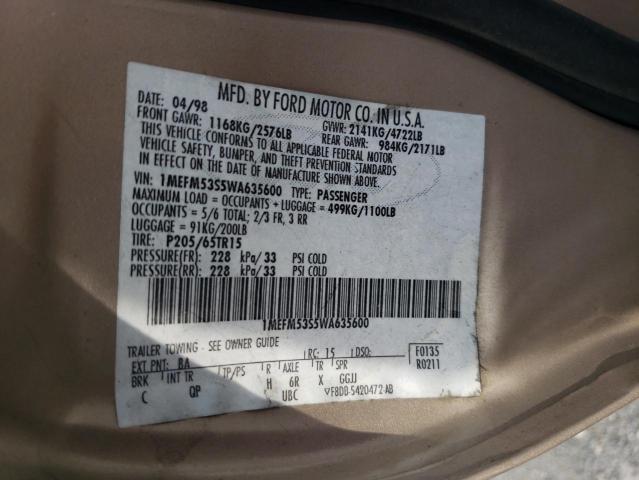 MFD. BY FORD MOTOR CO. IN U.S.A.
DATE: 04/98 GVWR: 2141KG/4722LB
FRONT GAWR: 1168KG/2576LB REAR GAWR: 984KG/2171LB
THIS VEHICLE CONFORMS TO ALL APPLICABLE FEDERAL MOTOR
VEHICLE SAFETY, BUMPER, AND THEFT PREVENTION STANDARDS
IN EFFECT ON THE DATE OF MANUFACTURE SHOWN ABOVE.
VIN: 1MEFM53S5WA635600 TYPE: PASSENGER
MAXIMUM LOAD = OCCUPANTS + LUGGAGE = 499KG/1100LB
OCCUPANTS = 5/6 TOTAL; 2/3 FR, 3 RR
LUGGAGE = 91KG/200LB
TIRE: P205/65TR15
PRESSURE(FR): 228 kPa/33 PSI COLD
PRESSURE(RR): 228 kPa/33 PSI COLD
1MEFM53S5WA635600
TRAILER TOWING - SEE OWNER GUIDE
EXT PNT: BA RC: 15 DSO: F0135
BRK INT TR TP/PS R AXLE TR SPR R0211
C QP H 6R X GGJJ
UBC F8DB-5420472-AB